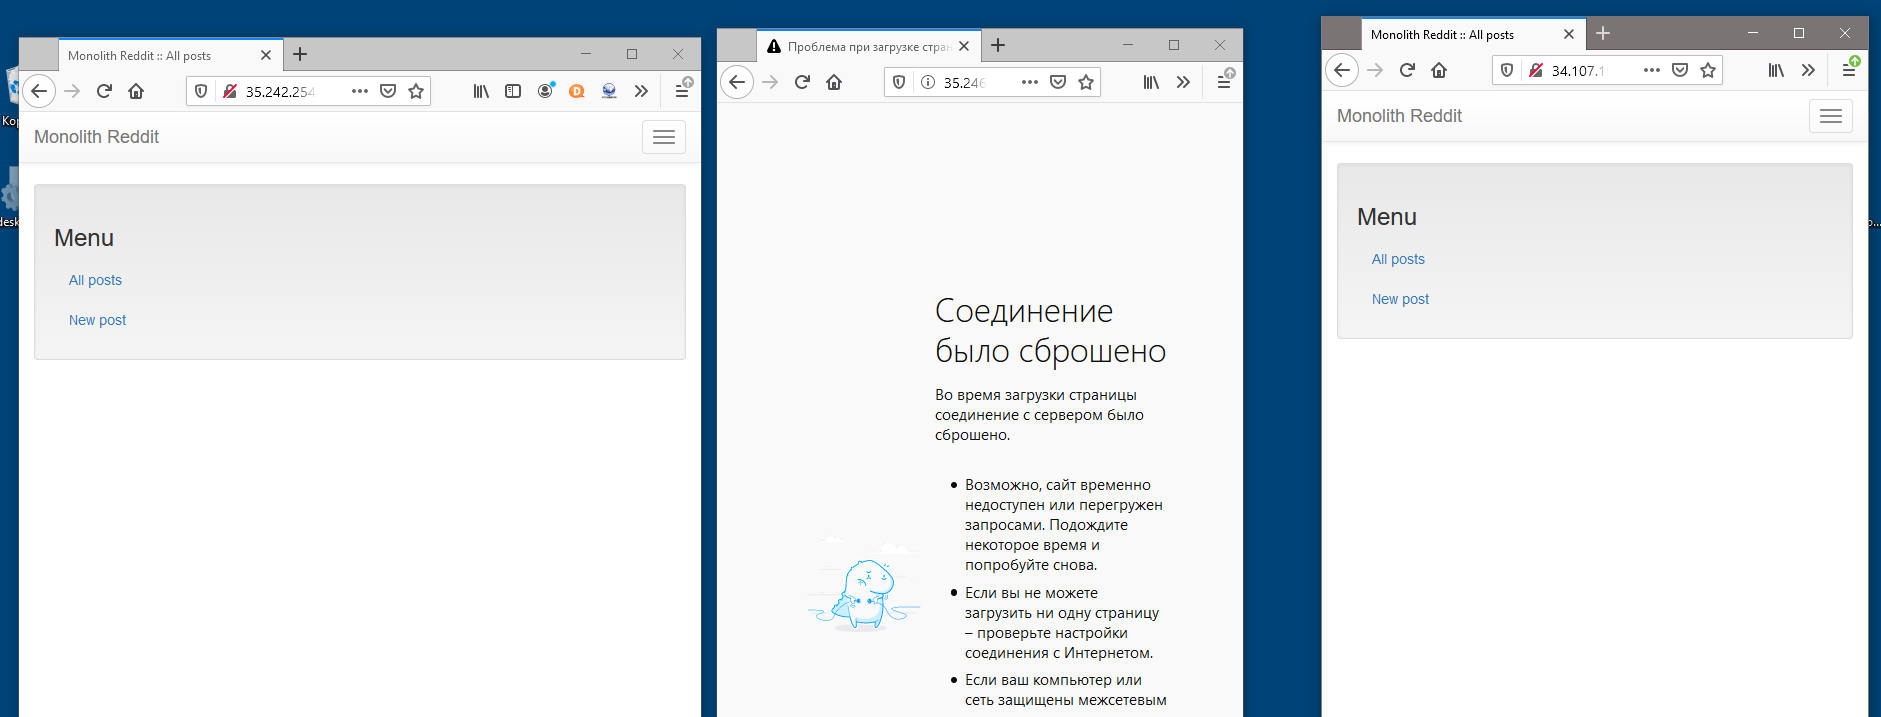 Monolith Reddit :: All posts
35.242.254
Monolith Reddit
Menu
All posts
New post
Проблема при загрузке стран
35.246
Соединение
было сброшено
Во время загрузки страницы
соединение с сервером было
сброшено.
Возможно, сайт временно
недоступен или перегружен
запросами. Подождите
некоторое время и
попробуйте снова.
Если вы не можете
загрузить ни одну страницу
– проверьте настройки
соединения с Интернетом.
Если ваш компьютер или
сеть защищены межсетевым
Monolith Reddit :: All posts
34.107.1
Monolith Reddit
Menu
All posts
New post